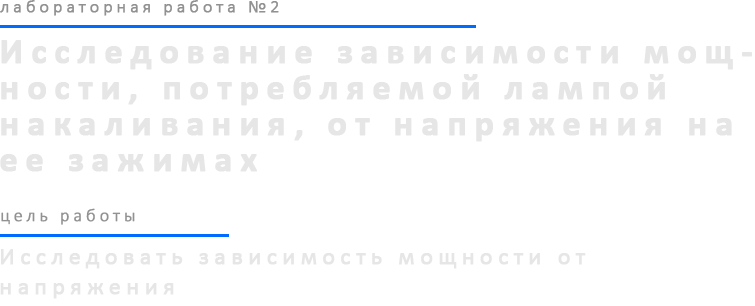 лабораторная работа №2
Исследование зависимости мощ-
ности, потребляемой лампой
накаливания, от напряжения на
ее зажимах
цель работы
Исследовать зависимость мощности от
напряжения